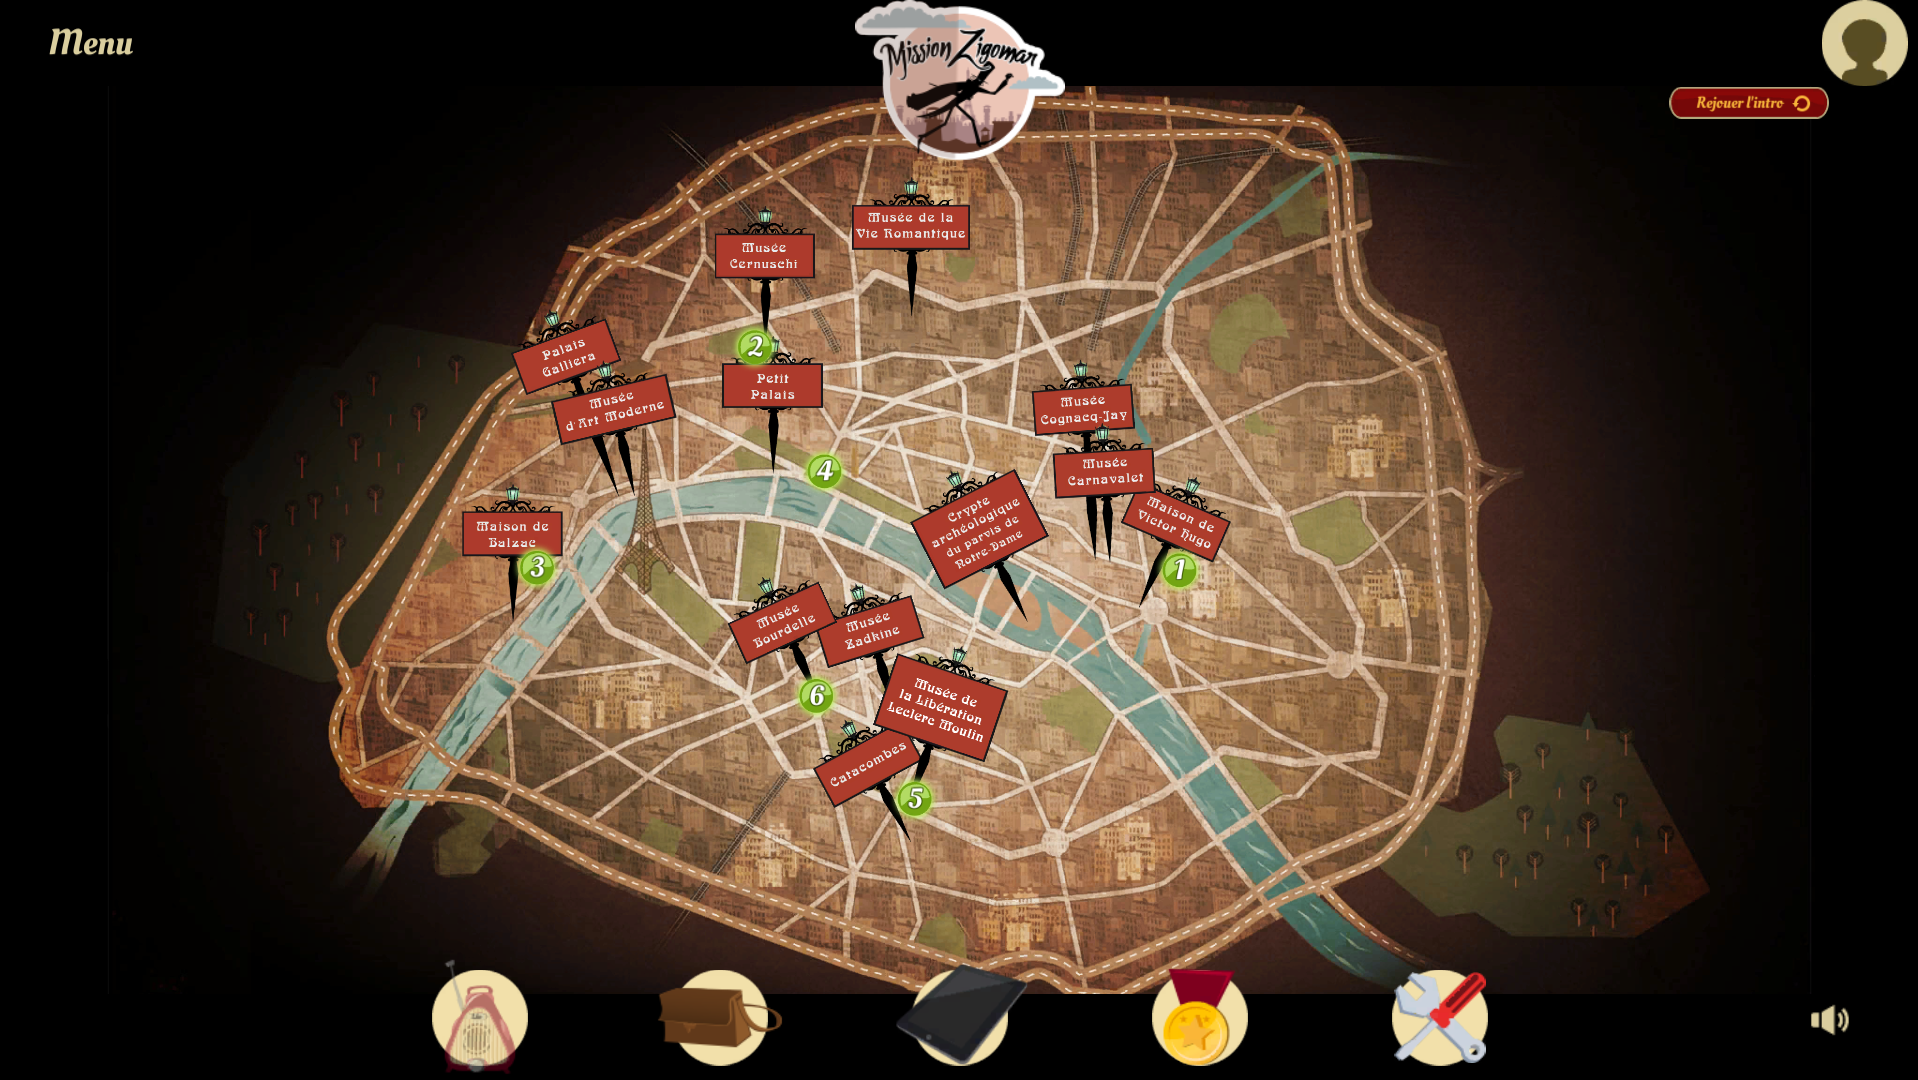 Menu
Mission Zigomar
Rejouer l'intro
Musée de la
Vie Romantique
Musée
Cernuschi
Palais
Galliera
2
Petit
Palais
Musée
d'Art Moderne
Musée
Cognacq-Jay
4
Musée
Carnavalet
Crypte
archéologique
du parvis de
Notre-Dame
Maison de
Victor Hugo
Maison de
Balzac
3
1
Musée
Bourdelle
Musée
Zadkine
6
Musée de
la Libération
Leclerc Moulin
Catacombes
5